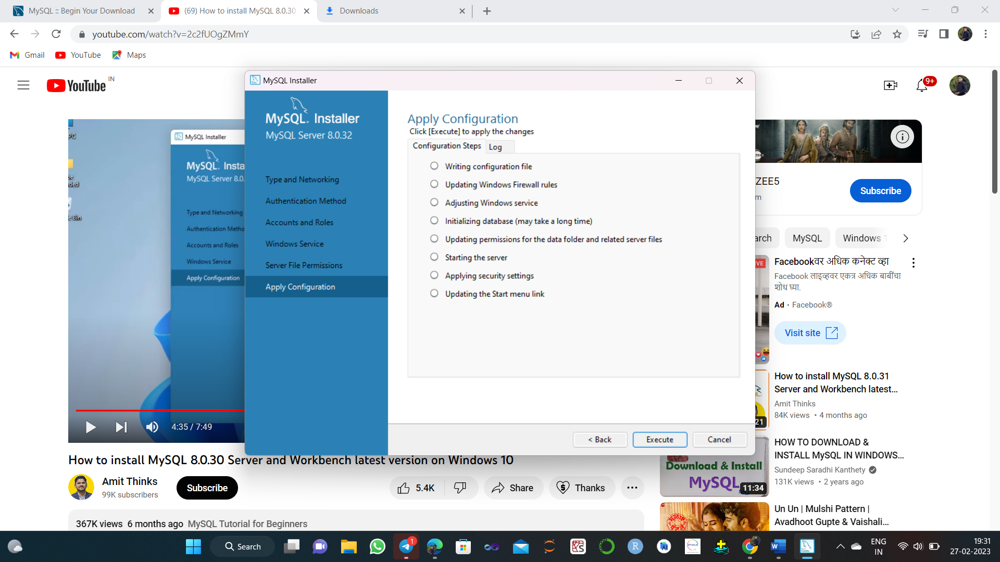 MySQL :: Begin Your Download
(69) How to install MySQL 8.0.30
Downloads
youtube.com/watch?v=2c2fUOgZMmY
Gmail
YouTube
Maps
YouTube IN
9+
MySQL Installer
MySQL. Installer
MySQL Server 8.0.32
Type and Networking
Authentication Method
Accounts and Roles
Windows Service
Server File Permissions
Apply Configuration
Apply Configuration
Click [Execute] to apply the changes
Configuration Steps
Log
Writing configuration file
Updating Windows Firewall rules
Adjusting Windows service
Initializing database (may take a long time)
Updating permissions for the data folder and related server files
Starting the server
Applying security settings
Updating the Start menu link
< Back
Execute
Cancel
PC
MySQL Installer
MySQL. Insta
MySQL Server 8.0.
Type and Networking
Authentication Metho
Accounts and Roles
Windows Service
Apply Configuration
4:35 / 7:49
How to install MySQL 8.0.30 Server and Workbench latest version on Windows 10
Amit Thinks
99K subscribers
Subscribe
5.4K
Share
Thanks
367K views 6 months ago MySQL Tutorial for Beginners
ZEE5
ZEE5
m
Subscribe
arch
MySQL
Windows 1
VE
Facebookवर अधिक कनेक्ट व्हा
Facebook लाइव्हवर एकत्र अधिक बाबींचा
शोध घ्या.
Ad · Facebook®
Visit site
21
How to install MySQL 8.0.31
Server and Workbench latest...
Amit Thinks
84K views • 4 months ago
Download & Install
MySQL
11:34
HOW TO DOWNLOAD &
INSTALL MySQL IN WINDOWS...
Sundeep Saradhi Kanthety
131K views • 2 years ago
Un Un | Mulshi Pattern |
Avadhoot Gupte & Vaishali...
Search
1
R
W
ENG
IN
19:31
27-02-2023